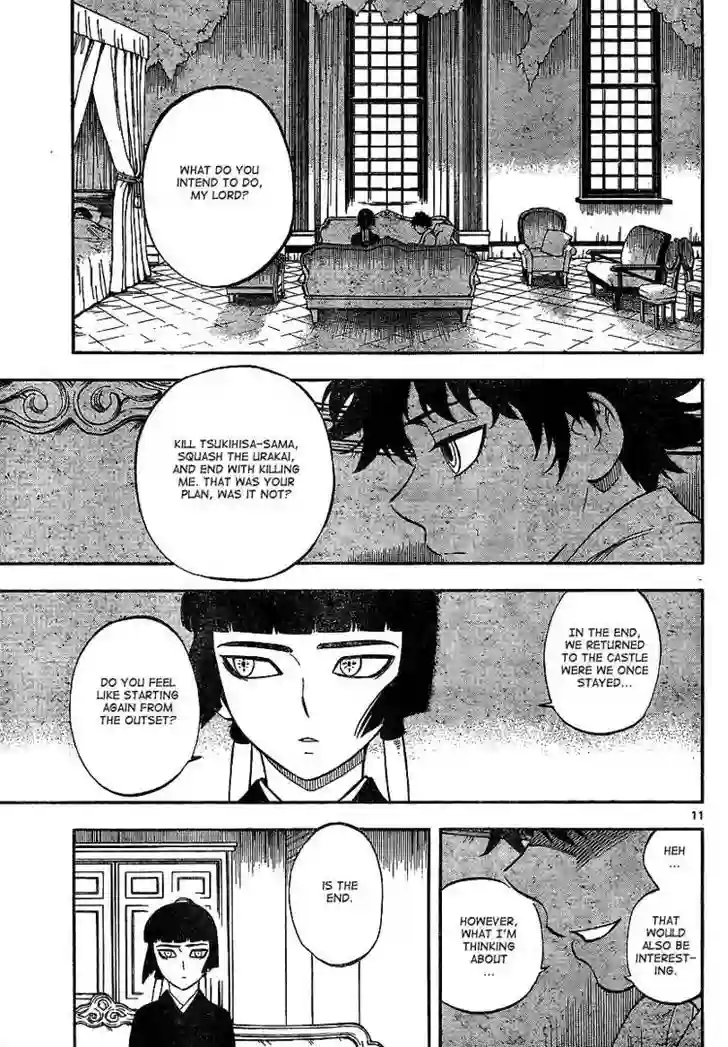 WHAT DO YOU
INTEND TO DO,
MY LORD?
KILL TSUKIHISA-SAMA,
SQUASH THE URAKAI,
AND END WITH KILLING
ME. THAT WAS YOUR
PLAN, WAS IT NOT?
IN THE END,
WE RETURNED
TO THE CASTLE
WERE WE ONCE
STAYED...
DO YOU FEEL
LIKE STARTING
AGAIN FROM
THE OUTSET?
11
HEH
...
THAT
WOULD
ALSO BE
INTEREST-
ING.
HOWEVER,
WHAT I'M
THINKING
ABOUT
...
IS THE
END.